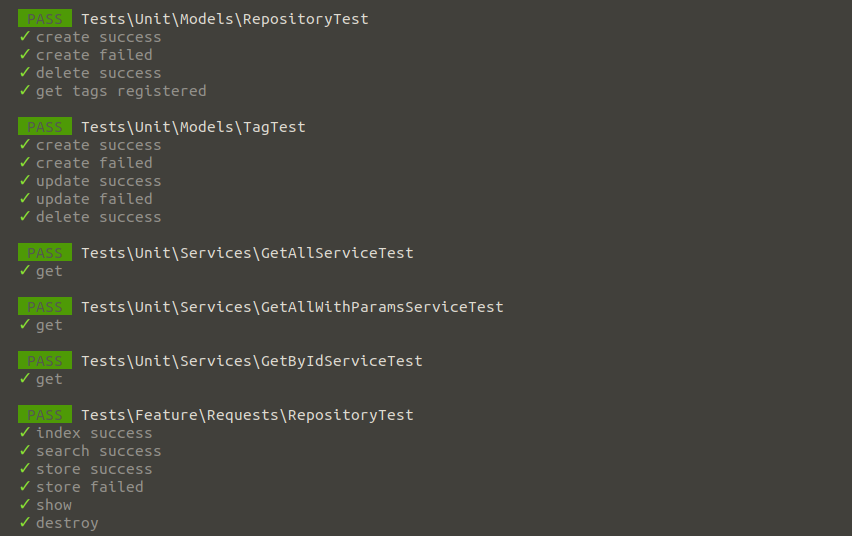 PASS Tests\Unit\Models\RepositoryTest
✓ create success
✓ create failed
✓ delete success
✓ get tags registered
PASS Tests\Unit\Models\TagTest
✓ create success
✓ create failed
✓ update success
✓ update failed
✓ delete success
PASS Tests\Unit\Services\GetAllServiceTest
✓ get
PASS Tests\Unit\Services\GetAllWithParamsServiceTest
✓ get
PASS Tests\Unit\Services\GetByIdServiceTest
✓ get
PASS Tests\Feature\Requests\RepositoryTest
✓ index success
✓ search success
✓ store success
✓ store failed
✓ show
✓ destroy